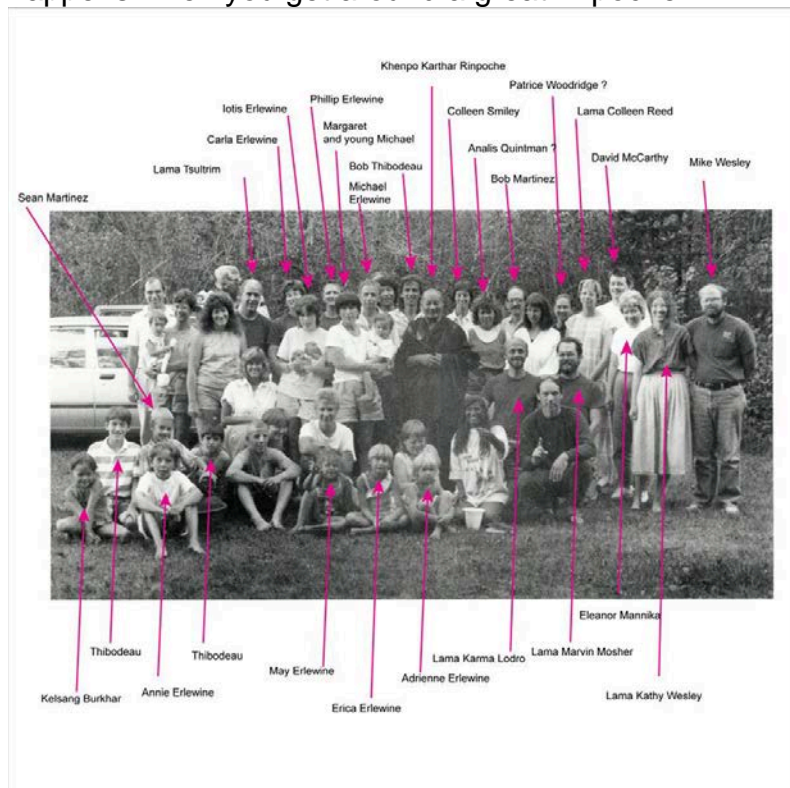 Khenpo Karthar Rinpoche
Patrice Woodridge ?
Phillip Erlewine
Iotis Erlewine
Colleen Smiley
Lama Colleen Reed
Margaret
and young Michael
Carla Erlewine
Analis Quintman ?
David McCarthy
Mike Wesley
Lama Tsultrim
Bob Thibodeau
Bob Martinez
Michael
Erlewine
Sean Martinez
Eleanor Mannika
Thibodeau
Thibodeau
Lama Karma Lodro
Lama Marvin Mosher
May Erlewine
Adrienne Erlewine
Kelsang Burkhar
Annie Erlewine
Lama Kathy Wesley
Erica Erlewine